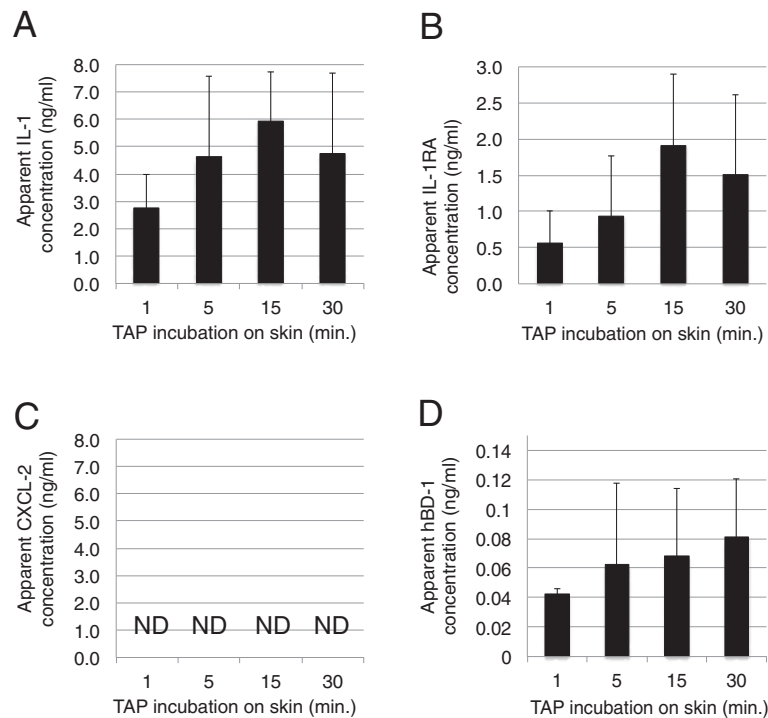 A
Apparent IL-1
concentration (ng/ml)
8.0
7.0
6.0
5.0
4.0
3.0
2.0
1.0
0.0
1 5 15 30
TAP incubation on skin (min.)
B
Apparent IL-1RA
concentration (ng/ml)
3.0
2.5
2.0
1.5
1.0
0.5
0.0
1 5 15 30
TAP incubation on skin (min.)
C
Apparent CXCL-2
concentration (ng/ml)
8.0
7.0
6.0
5.0
4.0
3.0
2.0
1.0
0.0
ND ND ND ND
1 5 15 30
TAP incubation on skin (min.)
D
Apparent hBD-1
concentration (ng/ml)
0.14
0.12
0.1
0.08
0.06
0.04
0.02
0
1 5 15 30
TAP incubation on skin (min.)